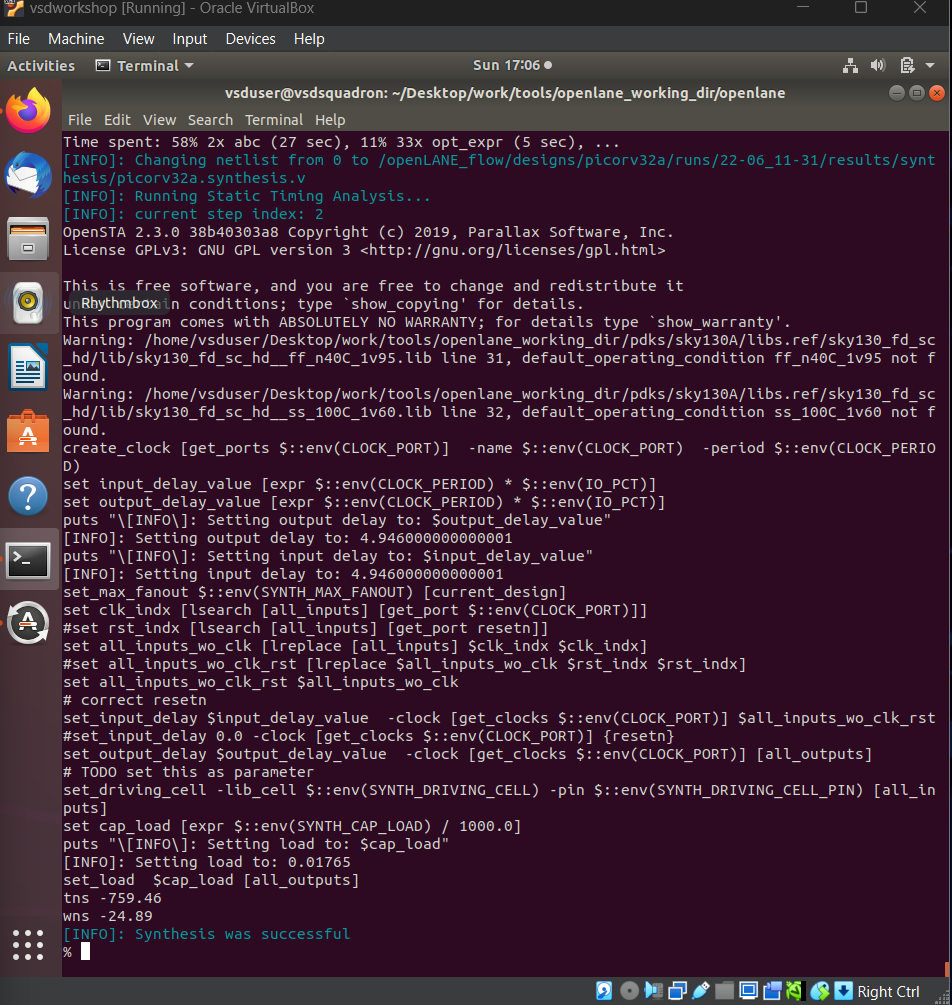 vsdworkshop [Running] - Oracle VirtualBox
File Machine View Input Devices Help
Activities Terminal Sun 17:06
vsduser@vsdsquadron: ~/Desktop/work/tools/openlane_working_dir/openlane
File Edit View Search Terminal Help
Time spent: 58% 2x abc (27 sec), 11% 33x opt_expr (5 sec), ...
[INFO]: Changing netlist from 0 to /openLANE_flow/designs/picorv32a/runs/22-06_11-31/results/synt
hesis/picorv32a.synthesis.v
[INFO]: Running Static Timing Analysis...
[INFO]: current step index: 2
OpenSTA 2.3.0 38b40303a8 Copyright (c) 2019, Parallax Software, Inc.
License GPLv3: GNU GPL version 3 <http://gnu.org/licenses/gpl.html>
This is free software, and you are free to change and redistribute it
Rhythmbox conditions; type `show_copying' for details.
This program comes with ABSOLUTELY NO WARRANTY; for details type `show_warranty'.
Warning: /home/vsduser/Desktop/work/tools/openlane_working_dir/pdks/sky130A/libs.ref/sky130_fd_sc
_hd/lib/sky130_fd_sc_hd__ff_n40C_1v95.lib line 31, default_operating_condition ff_n40C_1v95 not f
ound.
Warning: /home/vsduser/Desktop/work/tools/openlane_working_dir/pdks/sky130A/libs.ref/sky130_fd_sc
_hd/lib/sky130_fd_sc_hd__ss_100C_1v60.lib line 32, default_operating_condition ss_100C_1v60 not f
ound.
create_clock [get_ports $::env(CLOCK_PORT)]  -name $::env(CLOCK_PORT)  -period $::env(CLOCK_PERIO
D)
set input_delay_value [expr $::env(CLOCK_PERIOD) * $::env(IO_PCT)]
set output_delay_value [expr $::env(CLOCK_PERIOD) * $::env(IO_PCT)]
puts "\[INFO\]: Setting output delay to: $output_delay_value"
[INFO]: Setting output delay to: 4.946000000000001
puts "\[INFO\]: Setting input delay to: $input_delay_value"
[INFO]: Setting input delay to: 4.946000000000001
set_max_fanout $::env(SYNTH_MAX_FANOUT) [current_design]
set clk_indx [lsearch [all_inputs] [get_port $::env(CLOCK_PORT)]]
#set rst_indx [lsearch [all_inputs] [get_port resetn]]
set all_inputs_wo_clk [lreplace [all_inputs] $clk_indx $clk_indx]
#set all_inputs_wo_clk_rst [lreplace $all_inputs_wo_clk $rst_indx $rst_indx]
set all_inputs_wo_clk_rst $all_inputs_wo_clk
# correct resetn
set_input_delay $input_delay_value  -clock [get_clocks $::env(CLOCK_PORT)] $all_inputs_wo_clk_rst
#set_input_delay 0.0 -clock [get_clocks $::env(CLOCK_PORT)] {resetn}
set_output_delay $output_delay_value  -clock [get_clocks $::env(CLOCK_PORT)] [all_outputs]
# TODO set this as parameter
set_driving_cell -lib_cell $::env(SYNTH_DRIVING_CELL) -pin $::env(SYNTH_DRIVING_CELL_PIN) [all_in
puts]
set cap_load [expr $::env(SYNTH_CAP_LOAD) / 1000.0]
puts "\[INFO\]: Setting load to: $cap_load"
[INFO]: Setting load to: 0.01765
set_load  $cap_load [all_outputs]
tns -759.46
wns -24.89
[INFO]: Synthesis was successful
%
Right Ctrl